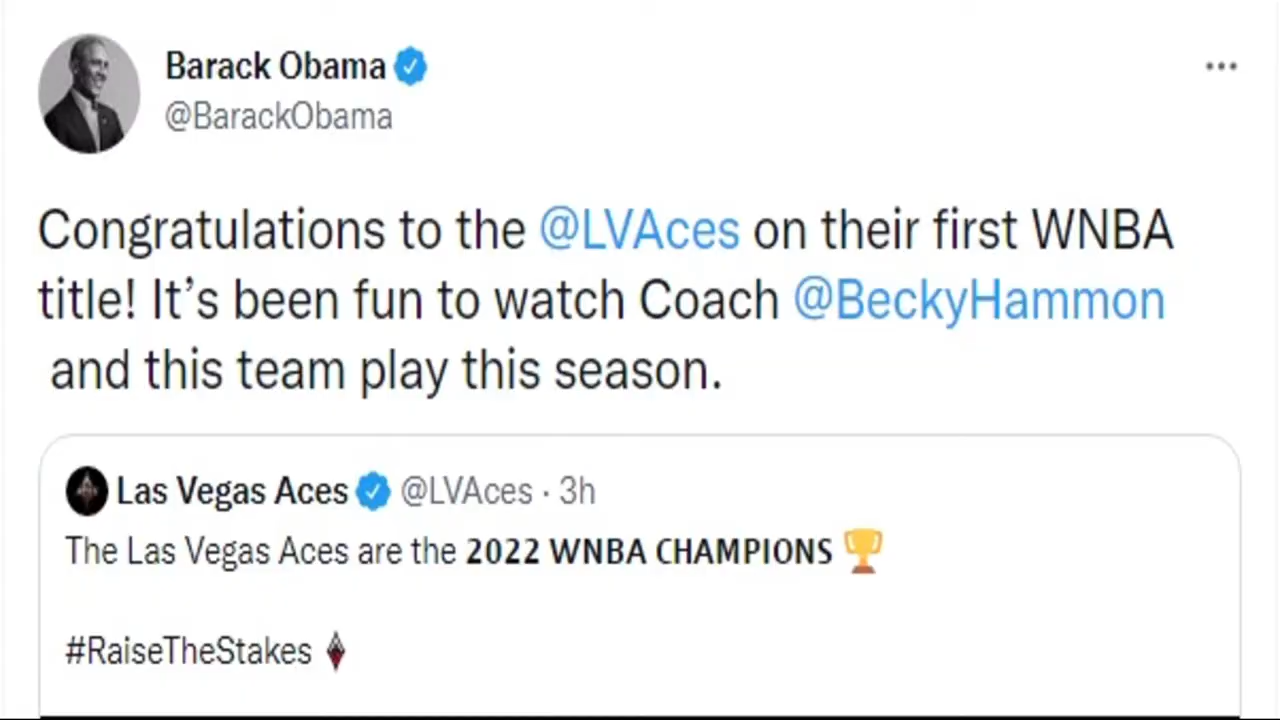 Barack Obama
@BarackObama
Congratulations to the @LVAces on their first WNBA
title! It’s been fun to watch Coach @BeckyHammon
and this team play this season.
Las Vegas Aces @LVAces · 3h
The Las Vegas Aces are the 2022 WNBA CHAMPIONS 🏆
#RaiseTheStakes